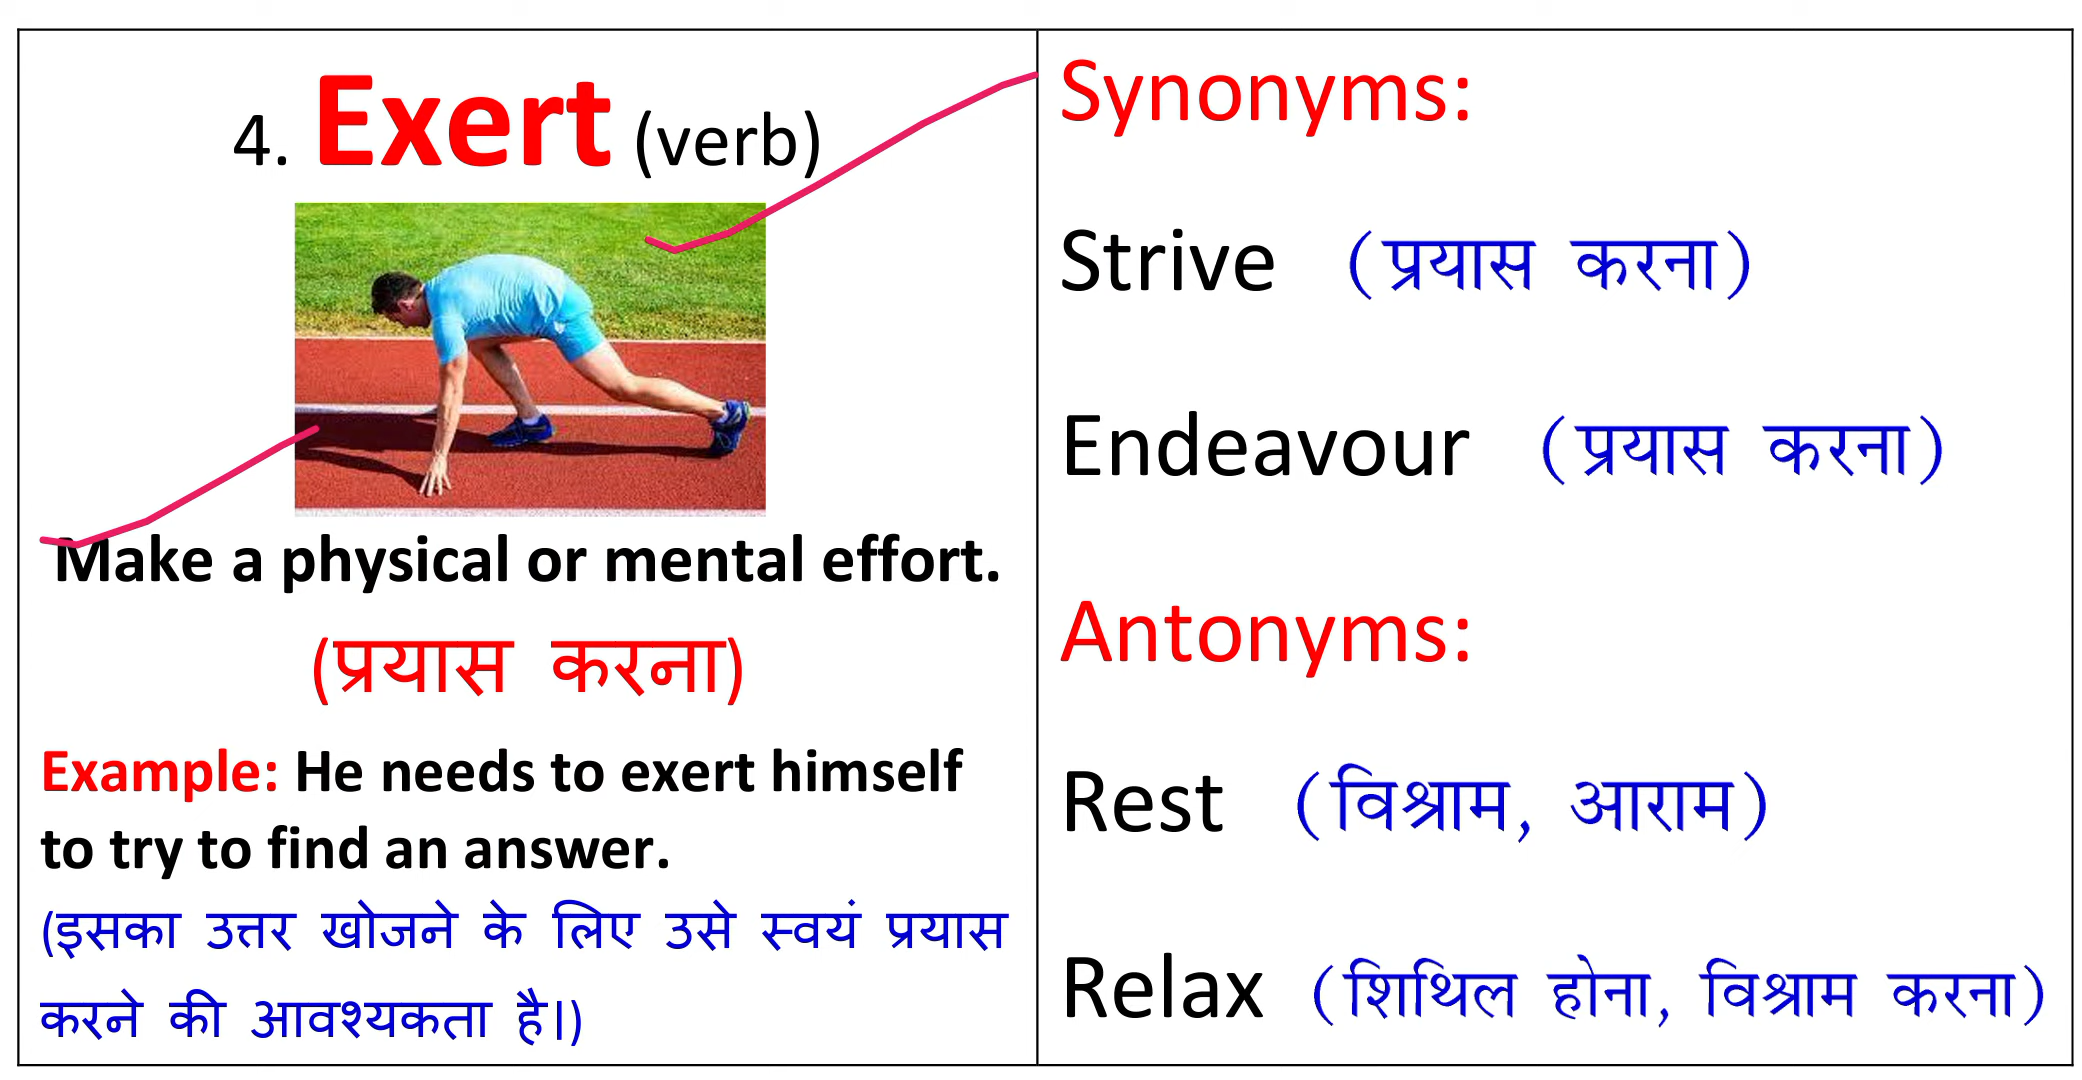 4. Exert (verb)
Make a physical or mental effort.
(प्रयास करना)
Example: He needs to exert himself
to try to find an answer.
(इसका उत्तर खोजने के लिए उसे स्वयं प्रयास
करने की आवश्यकता है।)
Synonyms:
Strive (प्रयास करना)
Endeavour (प्रयास करना)
Antonyms:
Rest (विश्राम, आराम)
Relax (शिथिल होना, विश्राम करना)